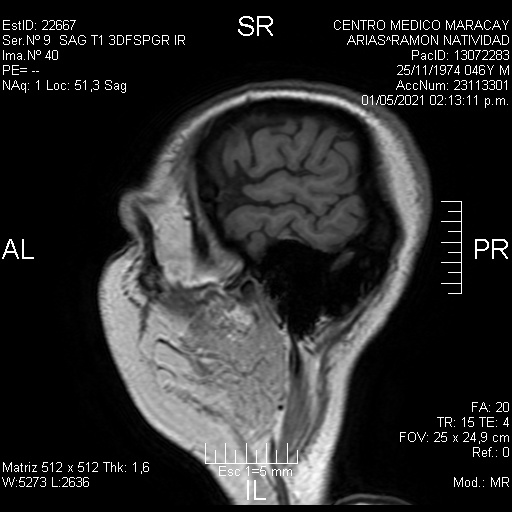 EstID: 22667
Ser.Nº 9 SAG T1 3DFSPGR IR
Ima.Nº 40
PE= --
NAq: 1 Loc: 51,3 Sag
SR
CENTRO MEDICO MARACAY
ARIAS^RAMON NATIVIDAD
PacID: 13072283
25/11/1974 046Y M
AccNum: 23113301
01/05/2021 02:13:11 p.m.
AL
PR
FA: 20
TR: 15 TE: 4
FOV: 25 x 24,9 cm
Ref.: 0
Matriz 512 x 512 Thk: 1,6
W:5273 L:2636
Esc 1=5 mm
IL
Mod.: MR